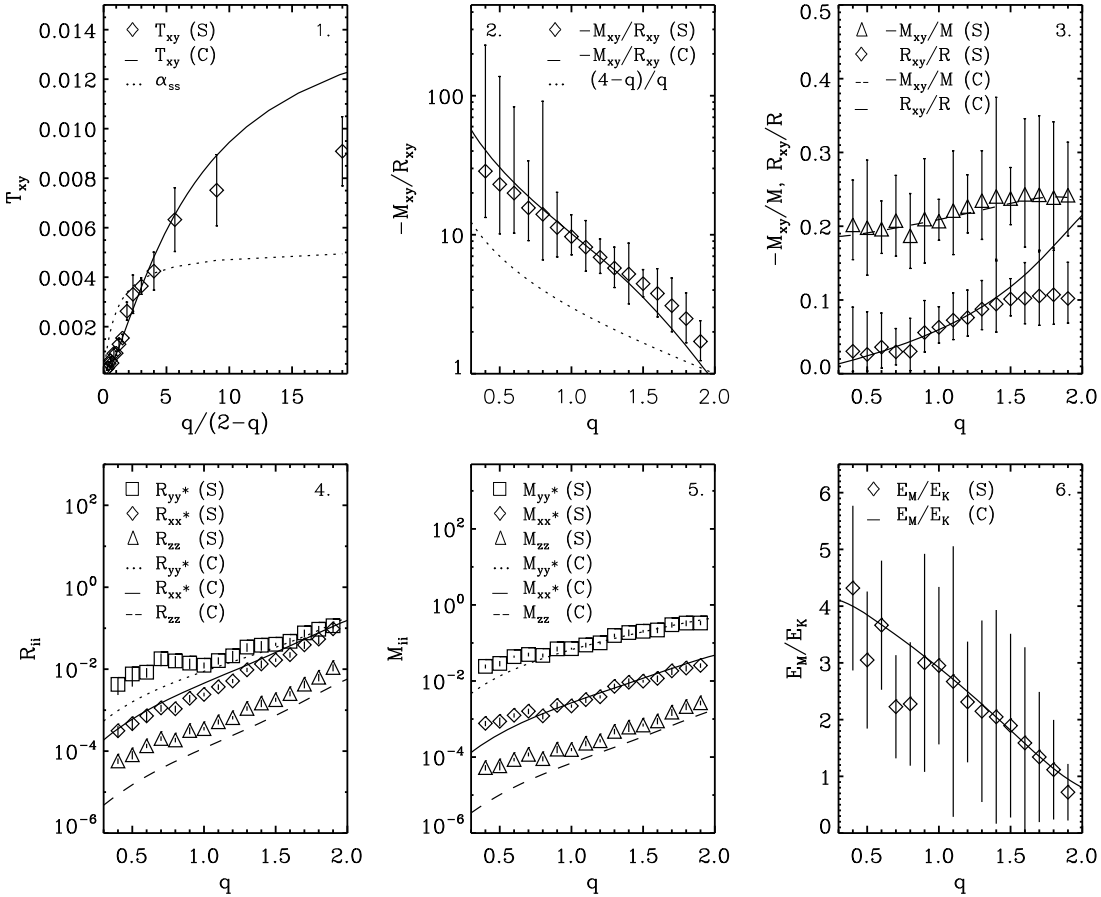 0.014
0.012
0.010
0.008
0.006
0.004
0.002
T_xy
0
5
10
15
q/(2-q)
T_xy (S)
T_xy (C)
α_ss
1.
100
10
1
-M_xy/R_xy
0.5
1.0
1.5
2.0
q
2.
-M_xy/R_xy (S)
-M_xy/R_xy (C)
(4-q)/q
0.5
0.4
0.3
0.2
0.1
0.0
-M_xy/M, R_xy/R
0.5
1.0
1.5
2.0
q
-M_xy/M (S)
R_xy/R (S)
-M_xy/M (C)
R_xy/R (C)
3.
10^2
10^0
10^-2
10^-4
10^-6
R_ii
0.5
1.0
1.5
2.0
q
R_yy* (S)
R_xx* (S)
R_zz (S)
R_yy* (C)
R_xx* (C)
R_zz (C)
4.
10^2
10^0
10^-2
10^-4
10^-6
M_ii
0.5
1.0
1.5
2.0
q
M_yy* (S)
M_xx* (S)
M_zz (S)
M_yy* (C)
M_xx* (C)
M_zz (C)
5.
6
5
4
3
2
1
0
E_M/E_K
0.5
1.0
1.5
2.0
q
E_M/E_K (S)
E_M/E_K (C)
6.